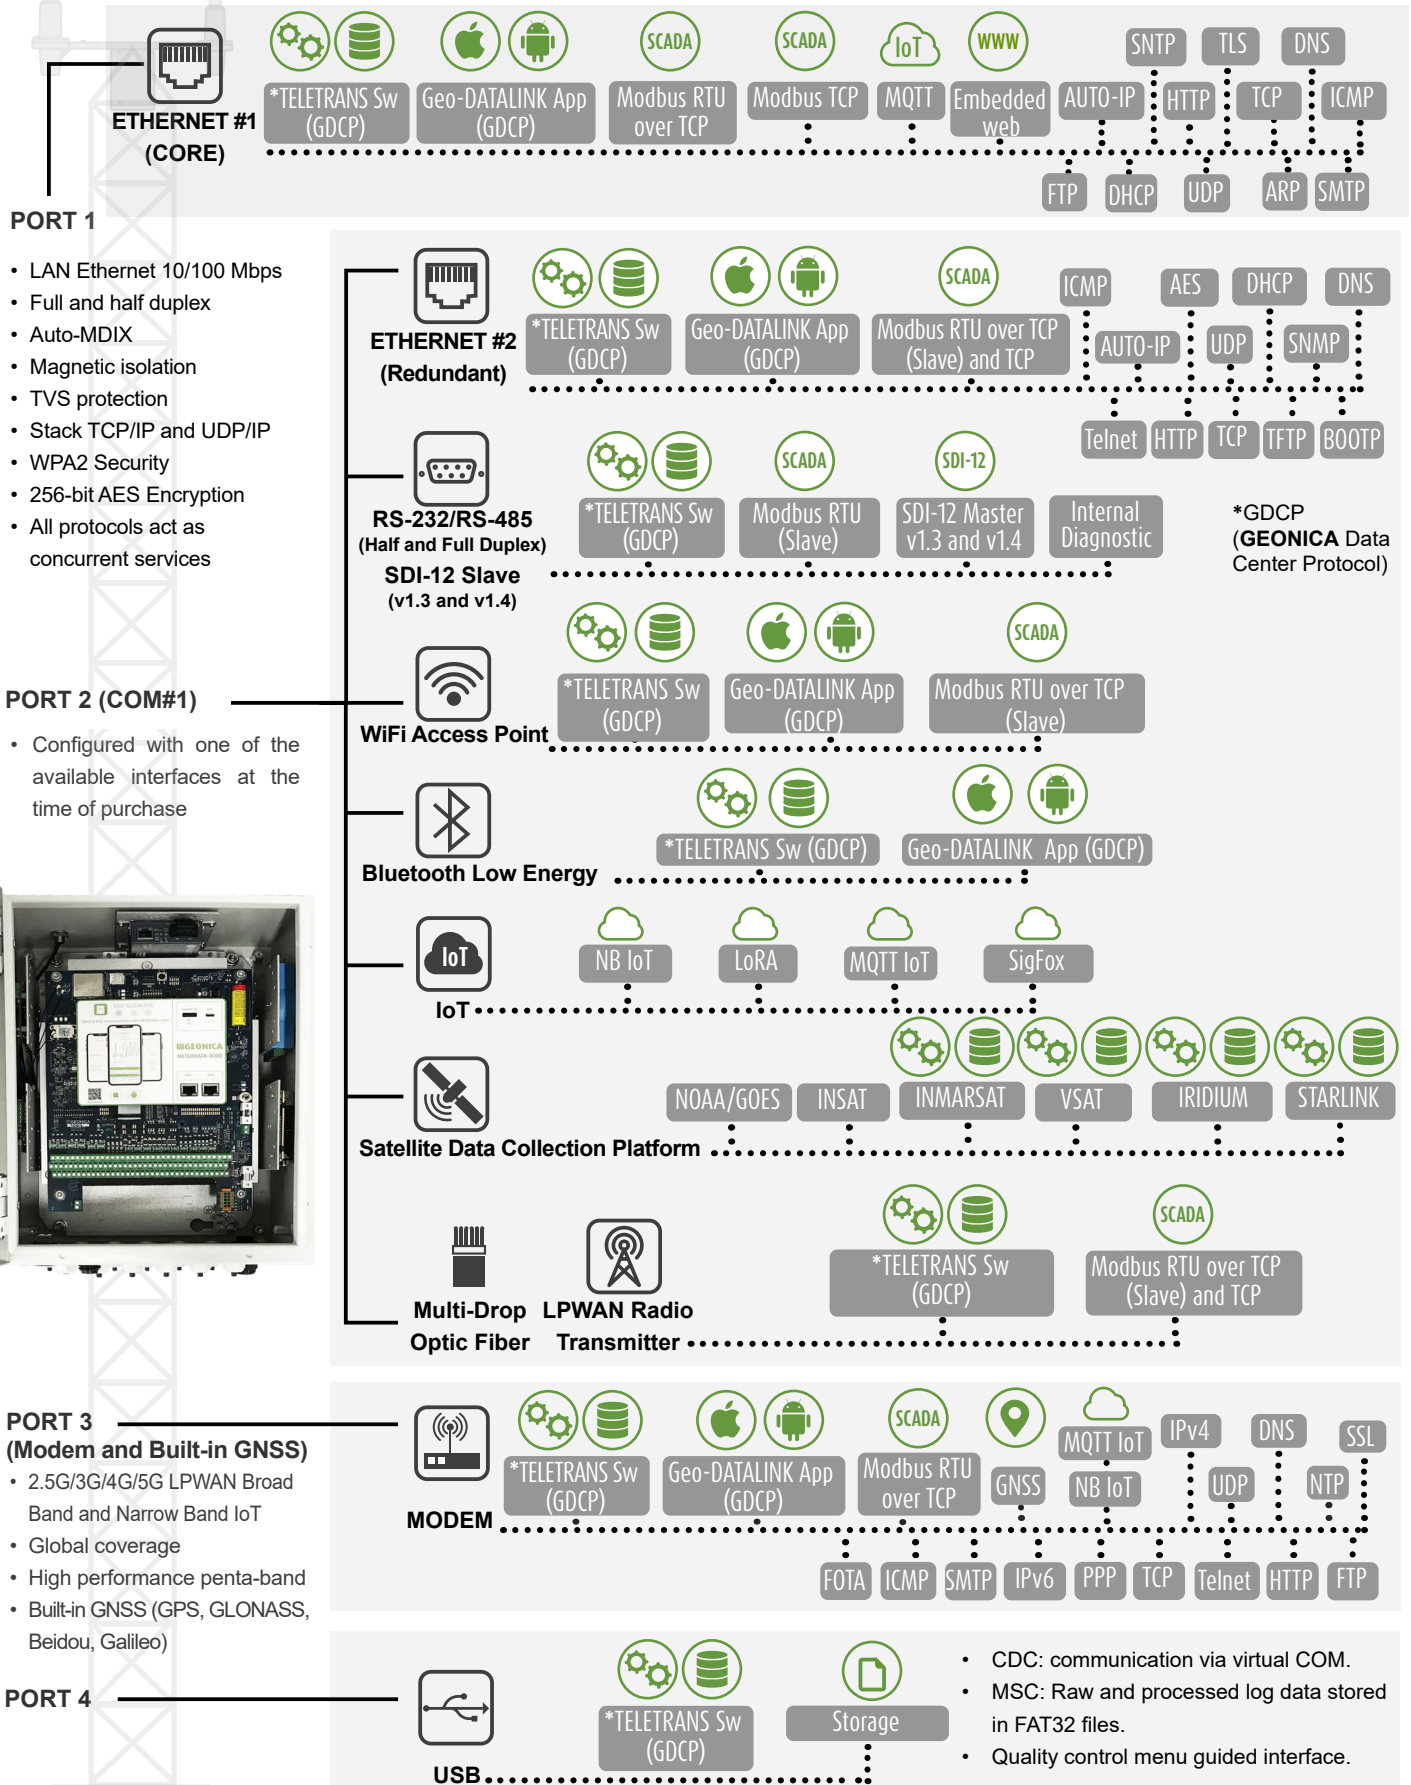 SCADA
SCADA
IoT
WWW
SNTP
TLS
DNS
*TELETRANS Sw
(GDCP)
Geo-DATALINK App
(GDCP)
Modbus RTU
over TCP
Modbus TCP
MQTT
Embedded
web
AUTO-IP
HTTP
TCP
ICMP
ETHERNET #1
(CORE)
FTP
DHCP
UDP
ARP
SMTP
PORT 1
• LAN Ethernet 10/100 Mbps
• Full and half duplex
• Auto-MDIX
• Magnetic isolation
• TVS protection
• Stack TCP/IP and UDP/IP
• WPA2 Security
• 256-bit AES Encryption
• All protocols act as
concurrent services
SCADA
ICMP
AES
DHCP
DNS
ETHERNET #2
(Redundant)
*TELETRANS Sw
(GDCP)
Geo-DATALINK App
(GDCP)
Modbus RTU over TCP
(Slave) and TCP
AUTO-IP
UDP
SNMP
Telnet
HTTP
TCP
TFTP
BOOTP
SCADA
SDI-12
RS-232/RS-485
(Half and Full Duplex)
SDI-12 Slave
(v1.3 and v1.4)
*TELETRANS Sw
(GDCP)
Modbus RTU
(Slave)
SDI-12 Master
v1.3 and v1.4
Internal
Diagnostic
*GDCP
(GEONICA Data
Center Protocol)
PORT 2 (COM#1)
• Configured with one of the
available interfaces at the
time of purchase
SCADA
WiFi Access Point
*TELETRANS Sw
(GDCP)
Geo-DATALINK App
(GDCP)
Modbus RTU over TCP
(Slave)
Bluetooth Low Energy
*TELETRANS Sw (GDCP)
Geo-DATALINK App (GDCP)
IoT
IoT
NB IoT
LoRA
MQTT IoT
SigFox
GEONICA
METEODATA-4000
Satellite Data Collection Platform
NOAA/GOES
INSAT
INMARSAT
VSAT
IRIDIUM
STARLINK
SCADA
Multi-Drop
Optic Fiber
LPWAN Radio
Transmitter
*TELETRANS Sw
(GDCP)
Modbus RTU over TCP
(Slave) and TCP
PORT 3
(Modem and Built-in GNSS)
• 2.5G/3G/4G/5G LPWAN Broad
Band and Narrow Band IoT
• Global coverage
• High performance penta-band
• Built-in GNSS (GPS, GLONASS,
Beidou, Galileo)
SCADA
MODEM
*TELETRANS Sw
(GDCP)
Geo-DATALINK App
(GDCP)
Modbus RTU
over TCP
GNSS
MQTT IoT
NB IoT
IPv4
UDP
DNS
NTP
SSL
FOTA
ICMP
SMTP
IPv6
PPP
TCP
Telnet
HTTP
FTP
PORT 4
USB
*TELETRANS Sw
(GDCP)
Storage
• CDC: communication via virtual COM.
• MSC: Raw and processed log data stored
in FAT32 files.
• Quality control menu guided interface.